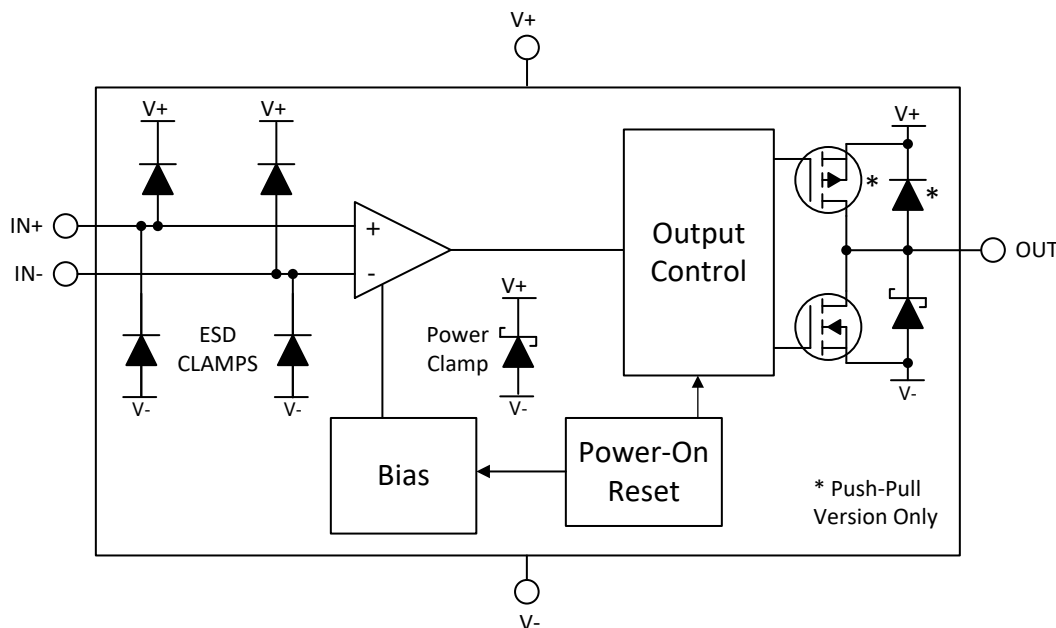 V+
V+
V+
V+
*
*
IN+
IN-
+
-
Output
Control
OUT
V+
ESD
CLAMPS
Power
Clamp
V-
V-
V-
V-
Bias
Power-On
Reset
* Push-Pull
Version Only
V-